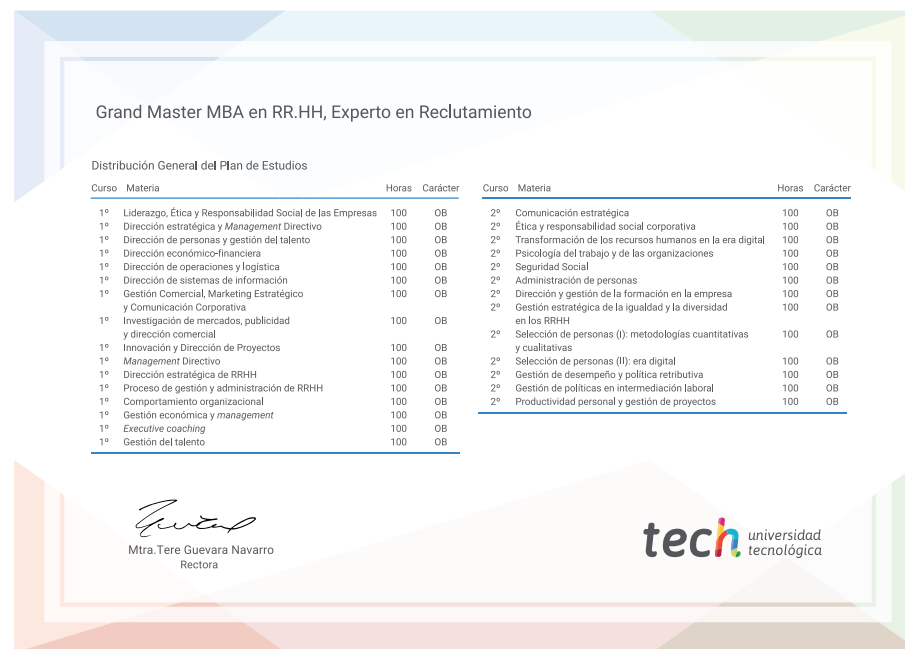 Grand Master MBA en RR.HH, Experto en Reclutamiento
Distribución General del Plan de Estudios
Curso Materia Horas Carácter
1º Liderazgo, Ética y Responsabilidad Social de las Empresas 100 OB
1º Dirección estratégica y Management Directivo 100 OB
1º Dirección de personas y gestión del talento 100 OB
1º Dirección económico-financiera 100 OB
1º Dirección de operaciones y logística 100 OB
1º Dirección de sistemas de información 100 OB
1º Gestión Comercial, Marketing Estratégico 100 OB
y Comunicación Corporativa
1º Investigación de mercados, publicidad 100 OB
y dirección comercial
1º Innovación y Dirección de Proyectos 100 OB
1º Management Directivo 100 OB
1º Dirección estratégica de RRHH 100 OB
1º Proceso de gestión y administración de RRHH 100 OB
1º Comportamiento organizacional 100 OB
1º Gestión económica y management 100 OB
1º Executive coaching 100 OB
1º Gestión del talento 100 OB
Curso Materia Horas Carácter
2º Comunicación estratégica 100 OB
2º Ética y responsabilidad social corporativa 100 OB
2º Transformación de los recursos humanos en la era digital 100 OB
2º Psicología del trabajo y de las organizaciones 100 OB
2º Seguridad Social 100 OB
2º Administración de personas 100 OB
2º Dirección y gestión de la formación en la empresa 100 OB
2º Gestión estratégica de la igualdad y la diversidad 100 OB
en los RRHH
2º Selección de personas (I): metodologías cuantitativas 100 OB
y cualitativas
2º Selección de personas (II): era digital 100 OB
2º Gestión de desempeño y política retributiva 100 OB
2º Gestión de políticas en intermediación laboral 100 OB
2º Productividad personal y gestión de proyectos 100 OB
Mtra.Tere Guevara Navarro
Rectora
tech universidad
tecnológica